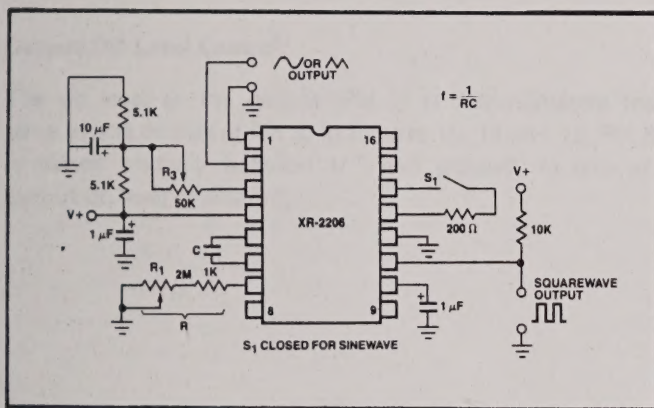 OR
OUTPUT
f = 1/RC
5.1K
10 μF
+
1
16
R3
50K
5.1K
S1
V+
V+
XR-2206
200 Ω
10K
1 μF
+
C
R1
2M
1K
SQUAREWAVE
OUTPUT
+
1 μF
R
8
9
S1 CLOSED FOR SINEWAVE